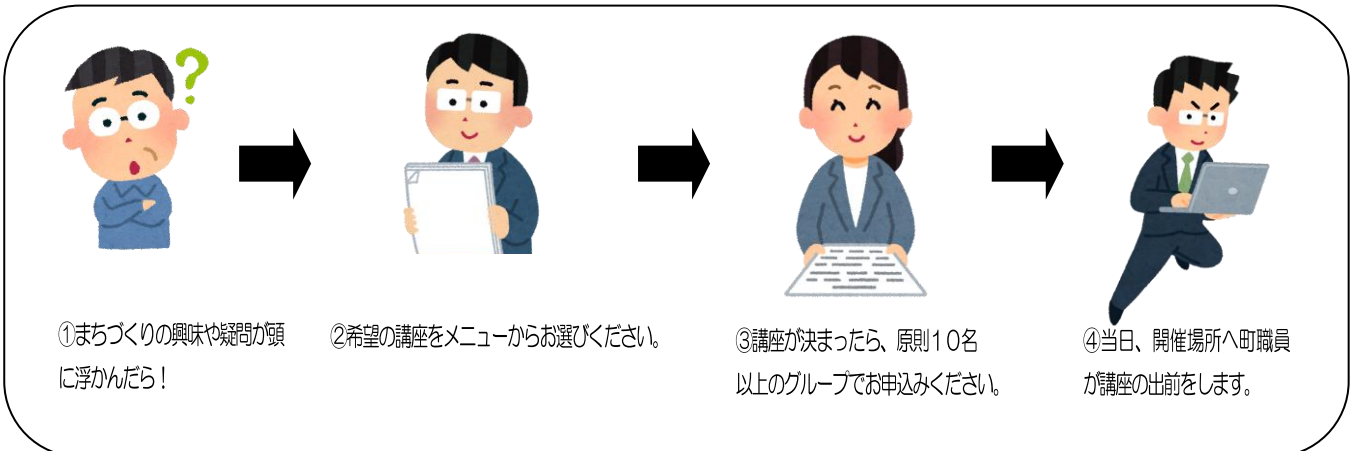 ?
①まちづくりの興味や疑問が頭
に浮かんだら！
②希望の講座をメニューからお選びください。
③講座が決まったら、原則１０名
以上のグループでお申込みください。
④当日、開催場所へ町職員
が講座の出前をします。